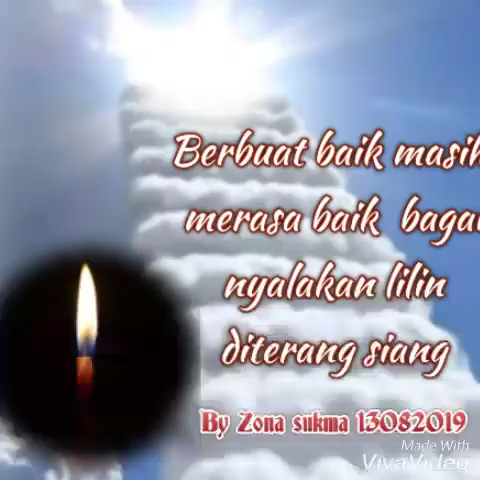 Berbuat baik masih
merasa baik bagai
nyalakan lilin
diterang siang
By Zona sukma 13082019
Made With
VivaVideo